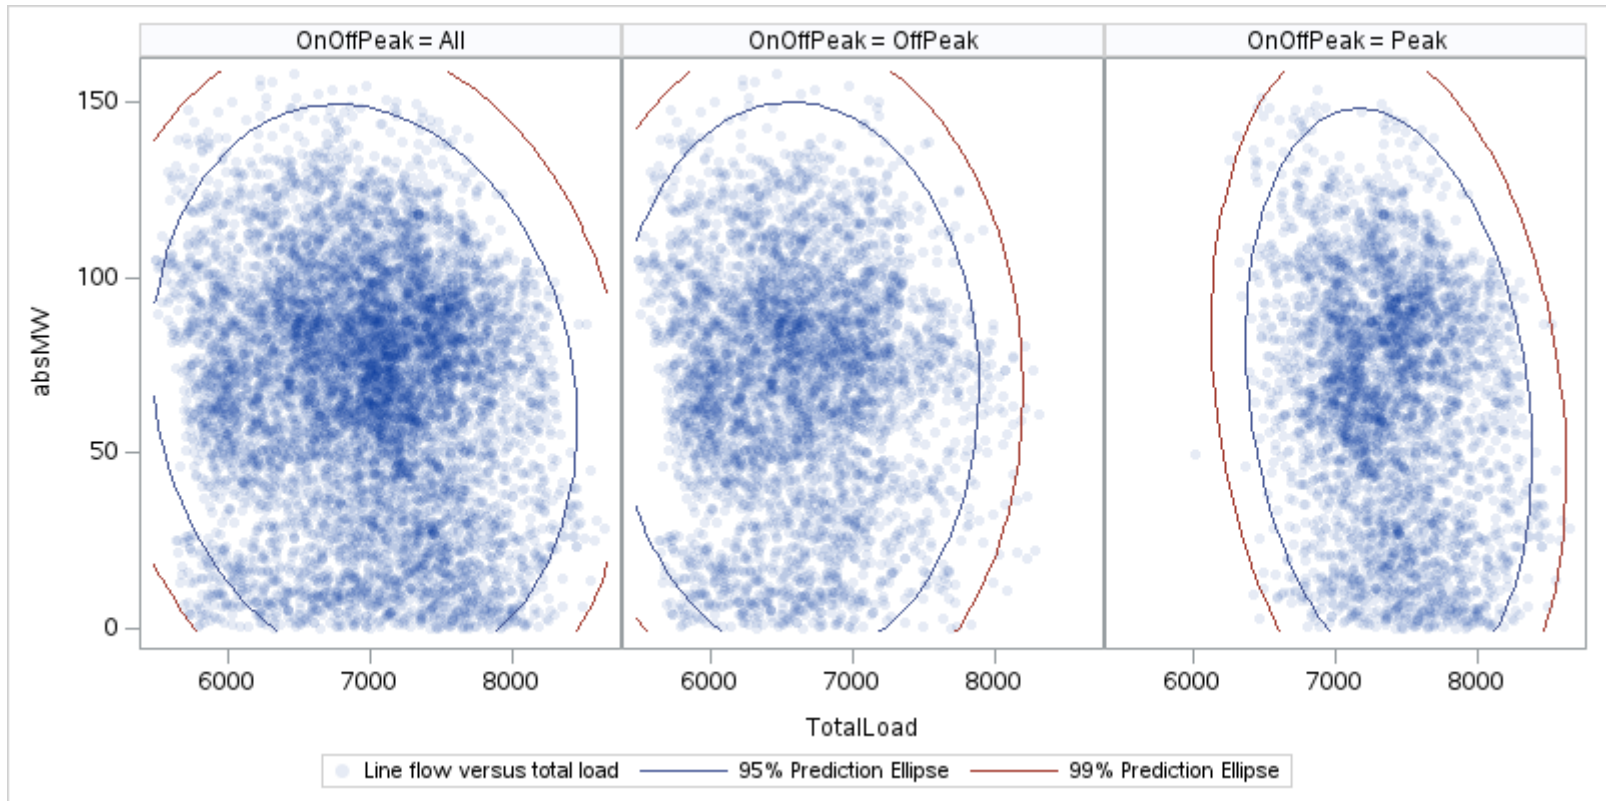 OnOffPeak = All
OnOffPeak = OffPeak
OnOffPeak = Peak
150
100
50
0
absMW
6000 7000 8000
6000 7000 8000
6000 7000 8000
TotalLoad
Line flow versus total load
95% Prediction Ellipse
99% Prediction Ellipse